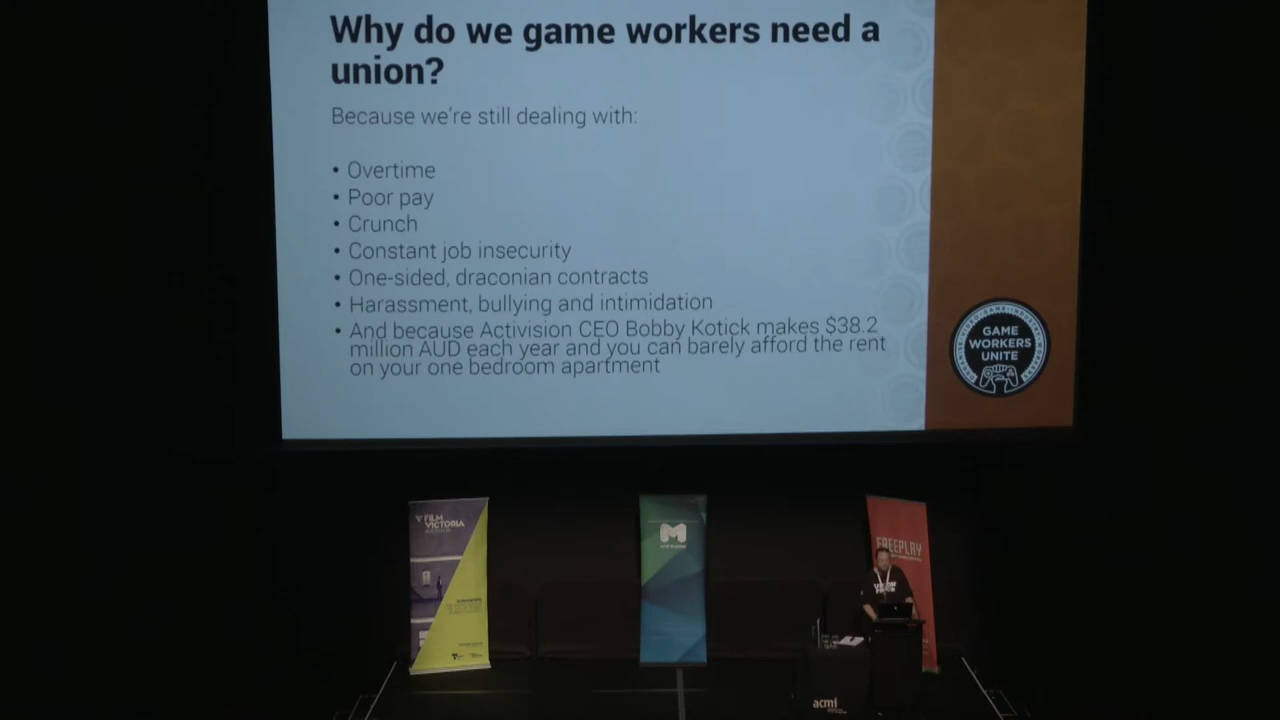 Why do we game workers need a
union?
Because we're still dealing with:
• Overtime
• Poor pay
• Crunch
• Constant job insecurity
• One-sided, draconian contracts
• Harassment, bullying and intimidation
• And because Activision CEO Bobby Kotick makes $38.2
million AUD each year and you can barely afford the rent
on your one bedroom apartment
GAME
WORKERS
UNITE
FILM
VICTORIA
FREEPLAY
UNION
acmi